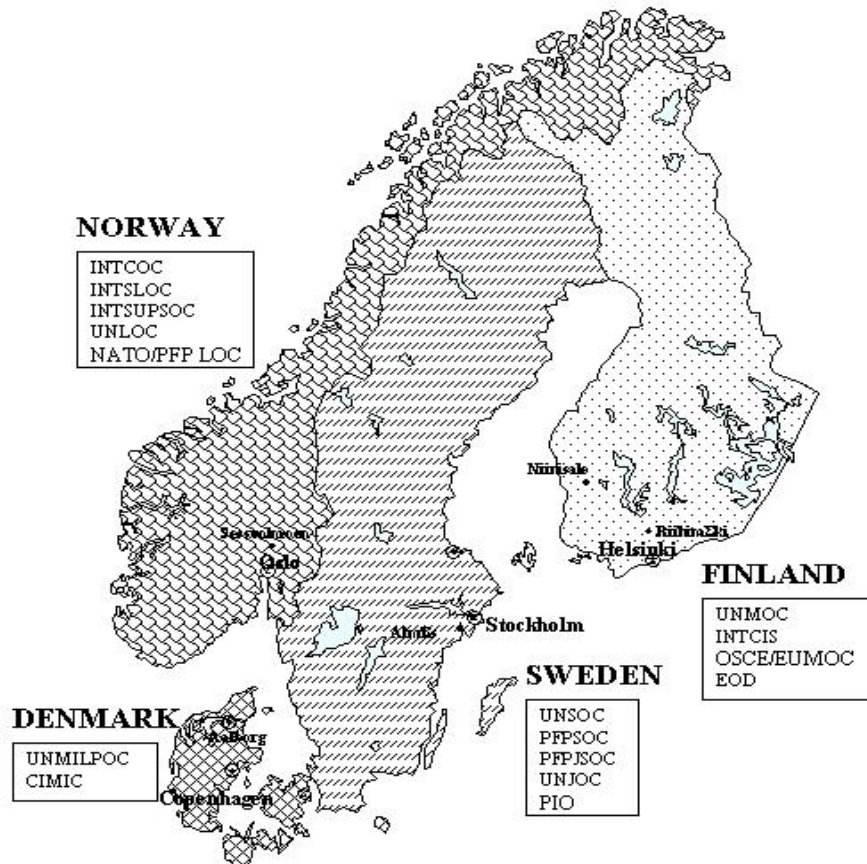 NORWAY
INTCOC
INTSLOC
INTSUPSOC
UNLOC
NATO/PFP LOC
Niinisalo
Helsinki
Oslo
FINLAND
UNMOC
INTCIS
OSCE/EUMOC
EOD
Stockholm
SWEDEN
UNSOC
PFPSOC
PFPJSOC
UNJOC
PIO
DENMARK
Aalborg
UNMILPOC
CIMIC
Copenhagen